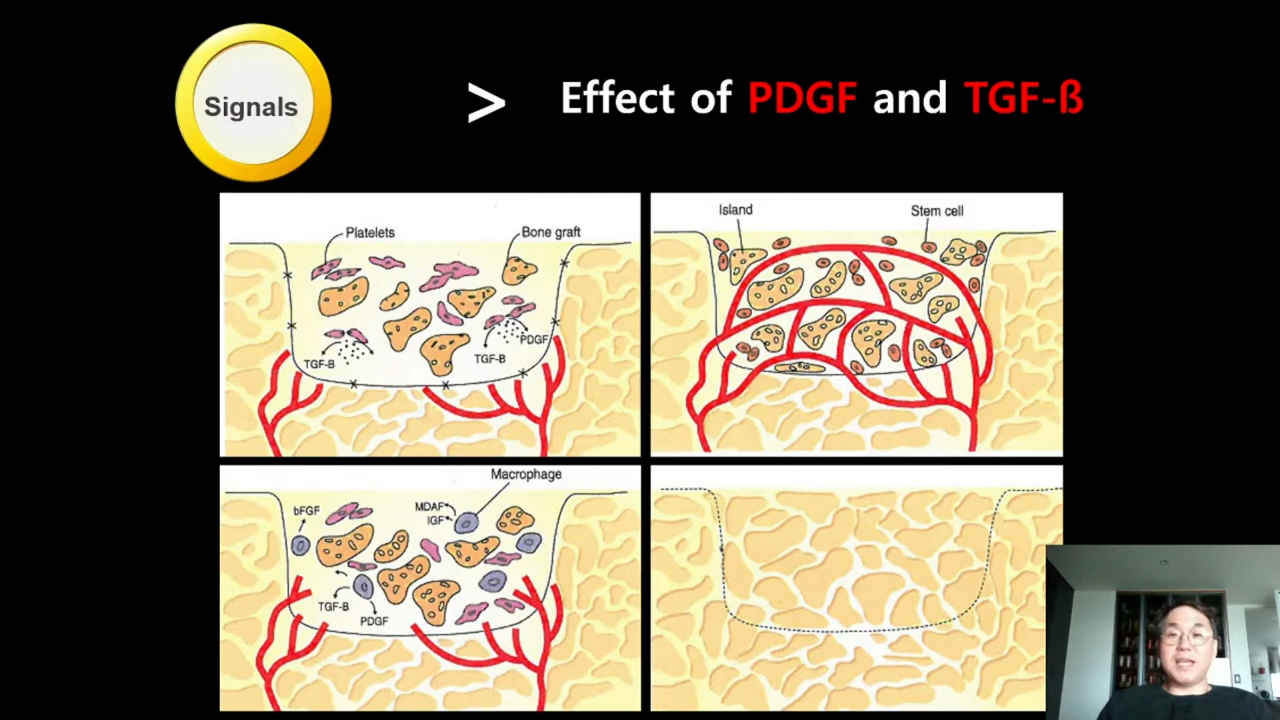 Signals
> Effect of PDGF and TGF-ß
Platelets
Bone graft
TGF-B
TGF-B
PDGF
Island
Stem cell
Macrophage
bFGF
MDAF
IGF
TGF-B
PDGF